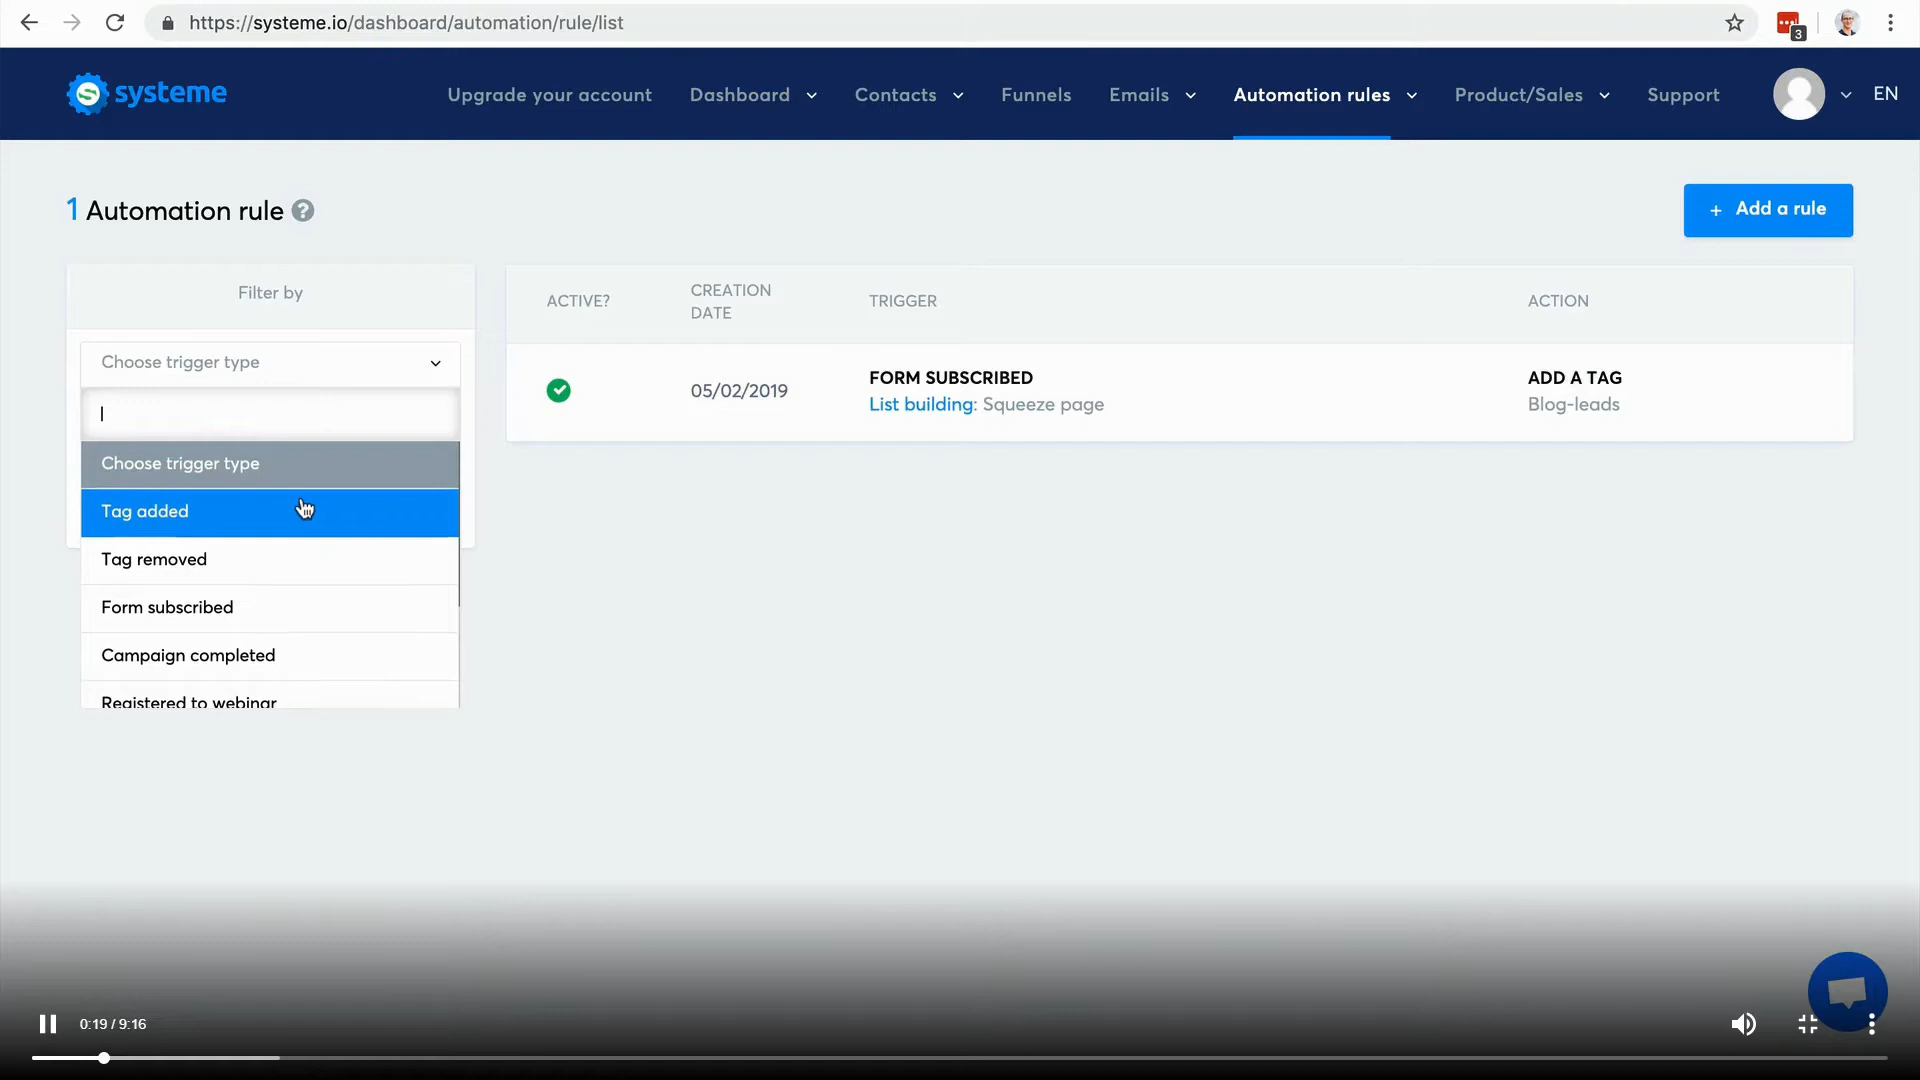 https://systeme.io/dashboard/automation/rule/list
3
systeme
Upgrade your account
Dashboard
Contacts
Funnels
Emails
Automation rules
Product/Sales
Support
EN
1 Automation rule ?
+ Add a rule
Filter by
Choose trigger type
Choose trigger type
Tag added
Tag removed
Form subscribed
Campaign completed
Registered to webinar
ACTIVE?
CREATION
DATE
TRIGGER
ACTION
05/02/2019
FORM SUBSCRIBED
List building: Squeeze page
ADD A TAG
Blog-leads
0:19 / 9:16